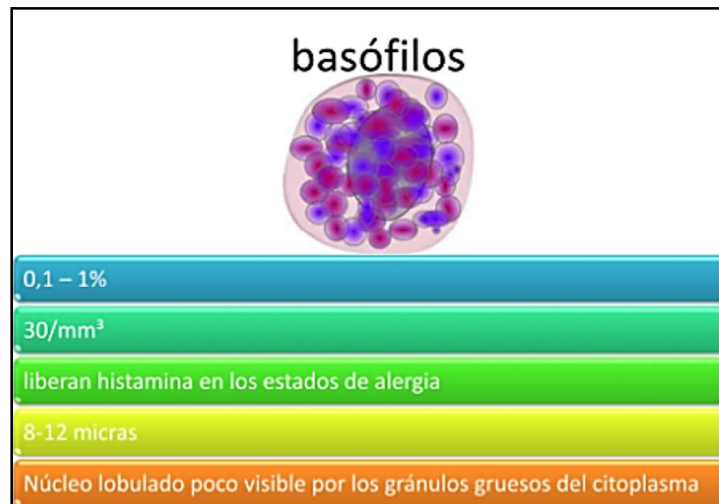 basófilos
0,1 – 1%
30/mm³
liberan histamina en los estados de alergia
8-12 micras
Núcleo lobulado poco visible por los gránulos gruesos del citoplasma